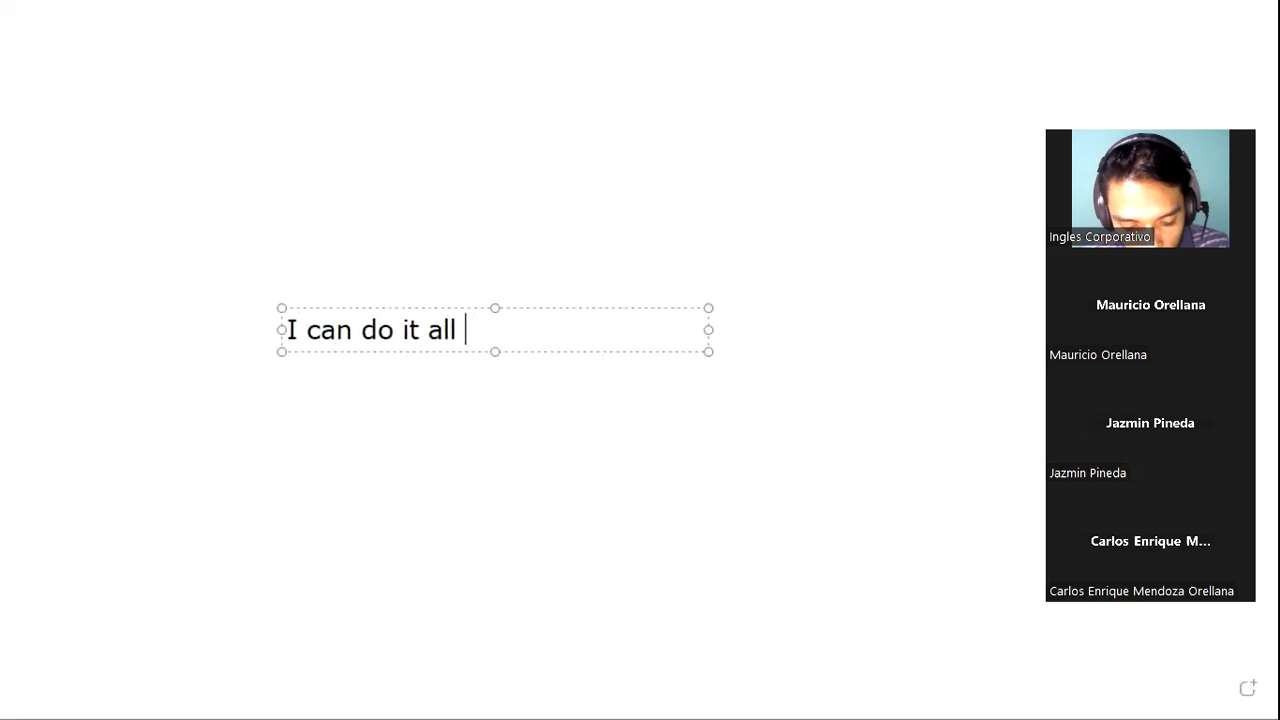 I can do it all
Ingles Corporativo
Mauricio Orellana
Mauricio Orellana
Jazmin Pineda
Jazmin Pineda
Carlos Enrique M...
Carlos Enrique Mendoza Orellana